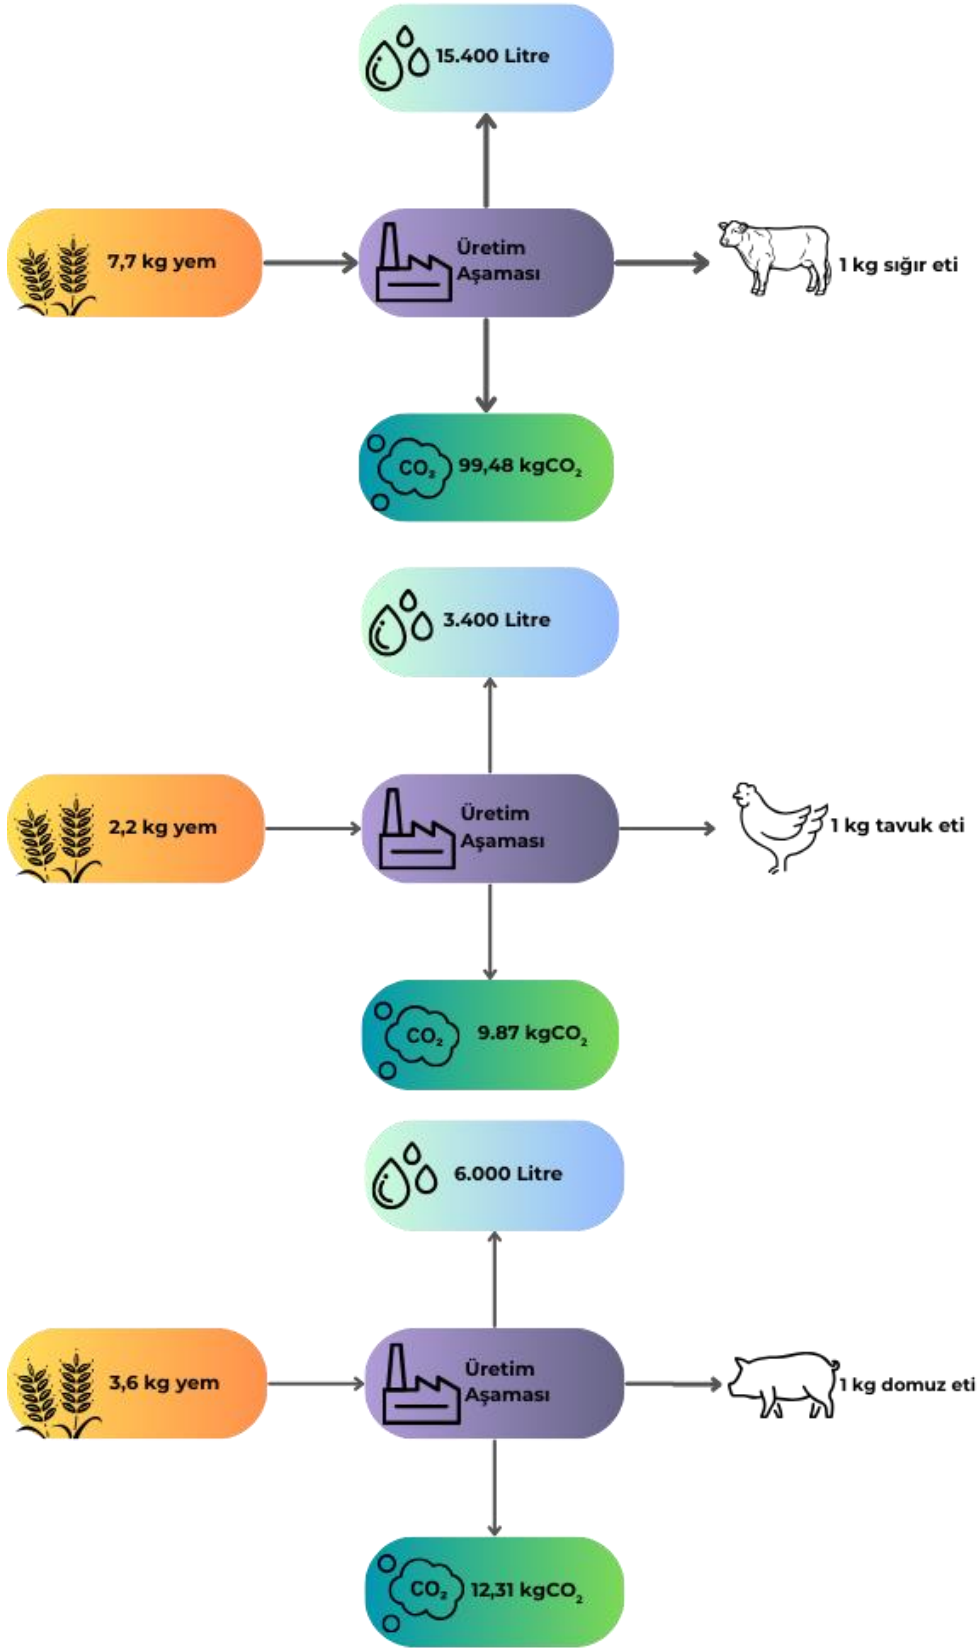 15.400 Litre
7,7 kg yem
Üretim
Aşaması
1 kg sığır eti
CO₂
99,48 kgCO₂
3.400 Litre
2,2 kg yem
Üretim
Aşaması
1 kg tavuk eti
CO₂
9.87 kgCO₂
6.000 Litre
3,6 kg yem
Üretim
Aşaması
1 kg domuz eti
CO₂
12,31 kgCO₂